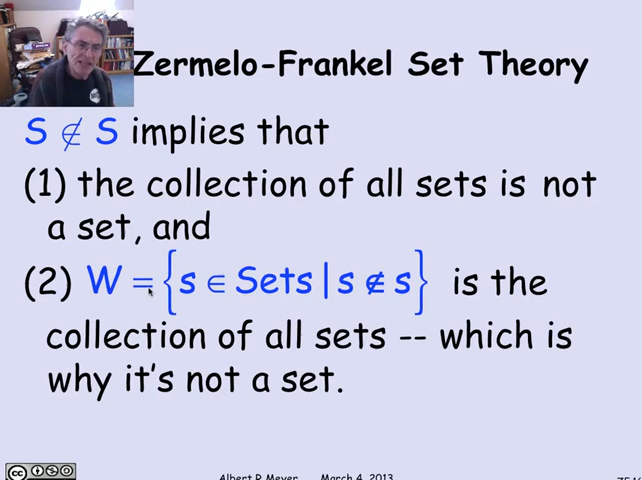 Zermelo-Frankel Set Theory
S ∉ S implies that
(1) the collection of all sets is not
a set, and
(2) W = {s ∈ Sets | s ∉ s} is the
collection of all sets -- which is
why it's not a set.
Albert R Meyer March 4, 2013